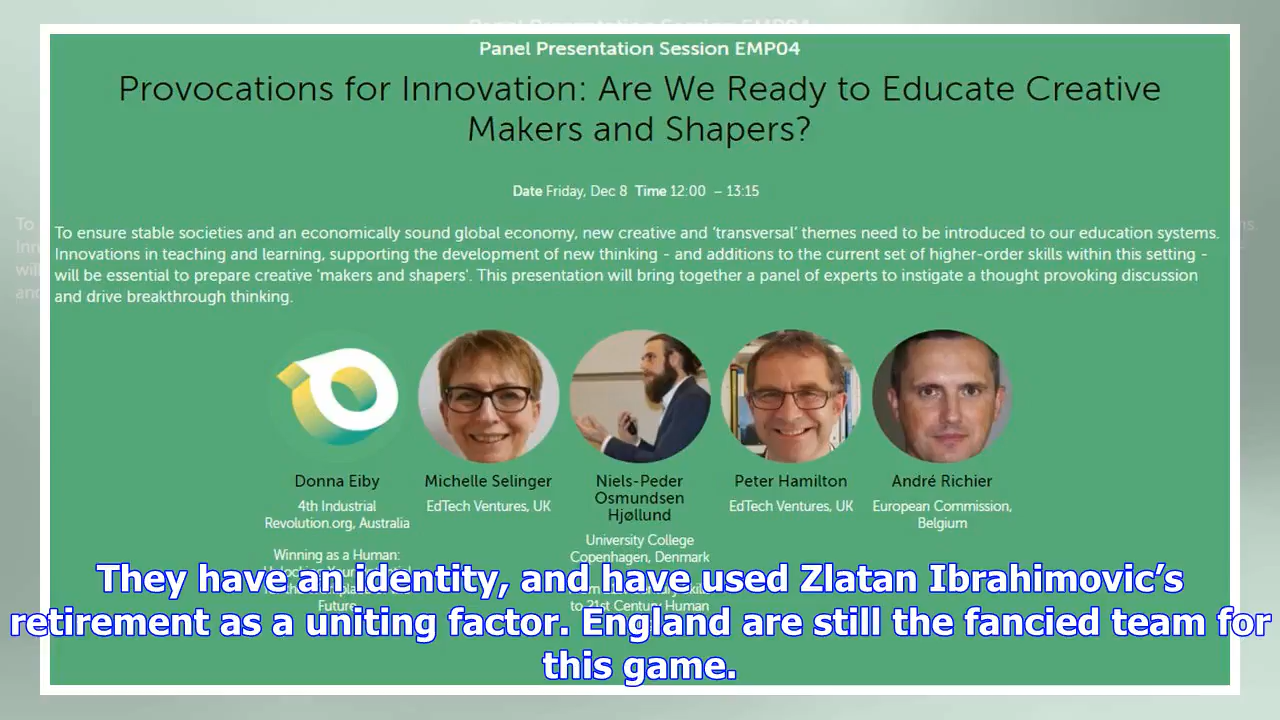 Panel Presentation Session EMP04
Provocations for Innovation: Are We Ready to Educate Creative
Makers and Shapers?
Date Friday, Dec 8 Time 12:00 – 13:15
To ensure stable societies and an economically sound global economy, new creative and ‘transversal’ themes need to be introduced to our education systems.
Innovations in teaching and learning, supporting the development of new thinking - and additions to the current set of higher-order skills within this setting -
will be essential to prepare creative 'makers and shapers'. This presentation will bring together a panel of experts to instigate a thought provoking discussion
and drive breakthrough thinking.
Donna Eiby
4th Industrial
Revolution.org, Australia
Winning as a Human:
Future
Michelle Selinger
EdTech Ventures, UK
Niels-Peder
Osmundsen
Hjøllund
University College
Copenhagen, Denmark
to 21st Century Human
Peter Hamilton
EdTech Ventures, UK
André Richier
European Commission,
Belgium
They have an identity, and have used Zlatan Ibrahimovic’s
retirement as a uniting factor. England are still the fancied team for
this game.